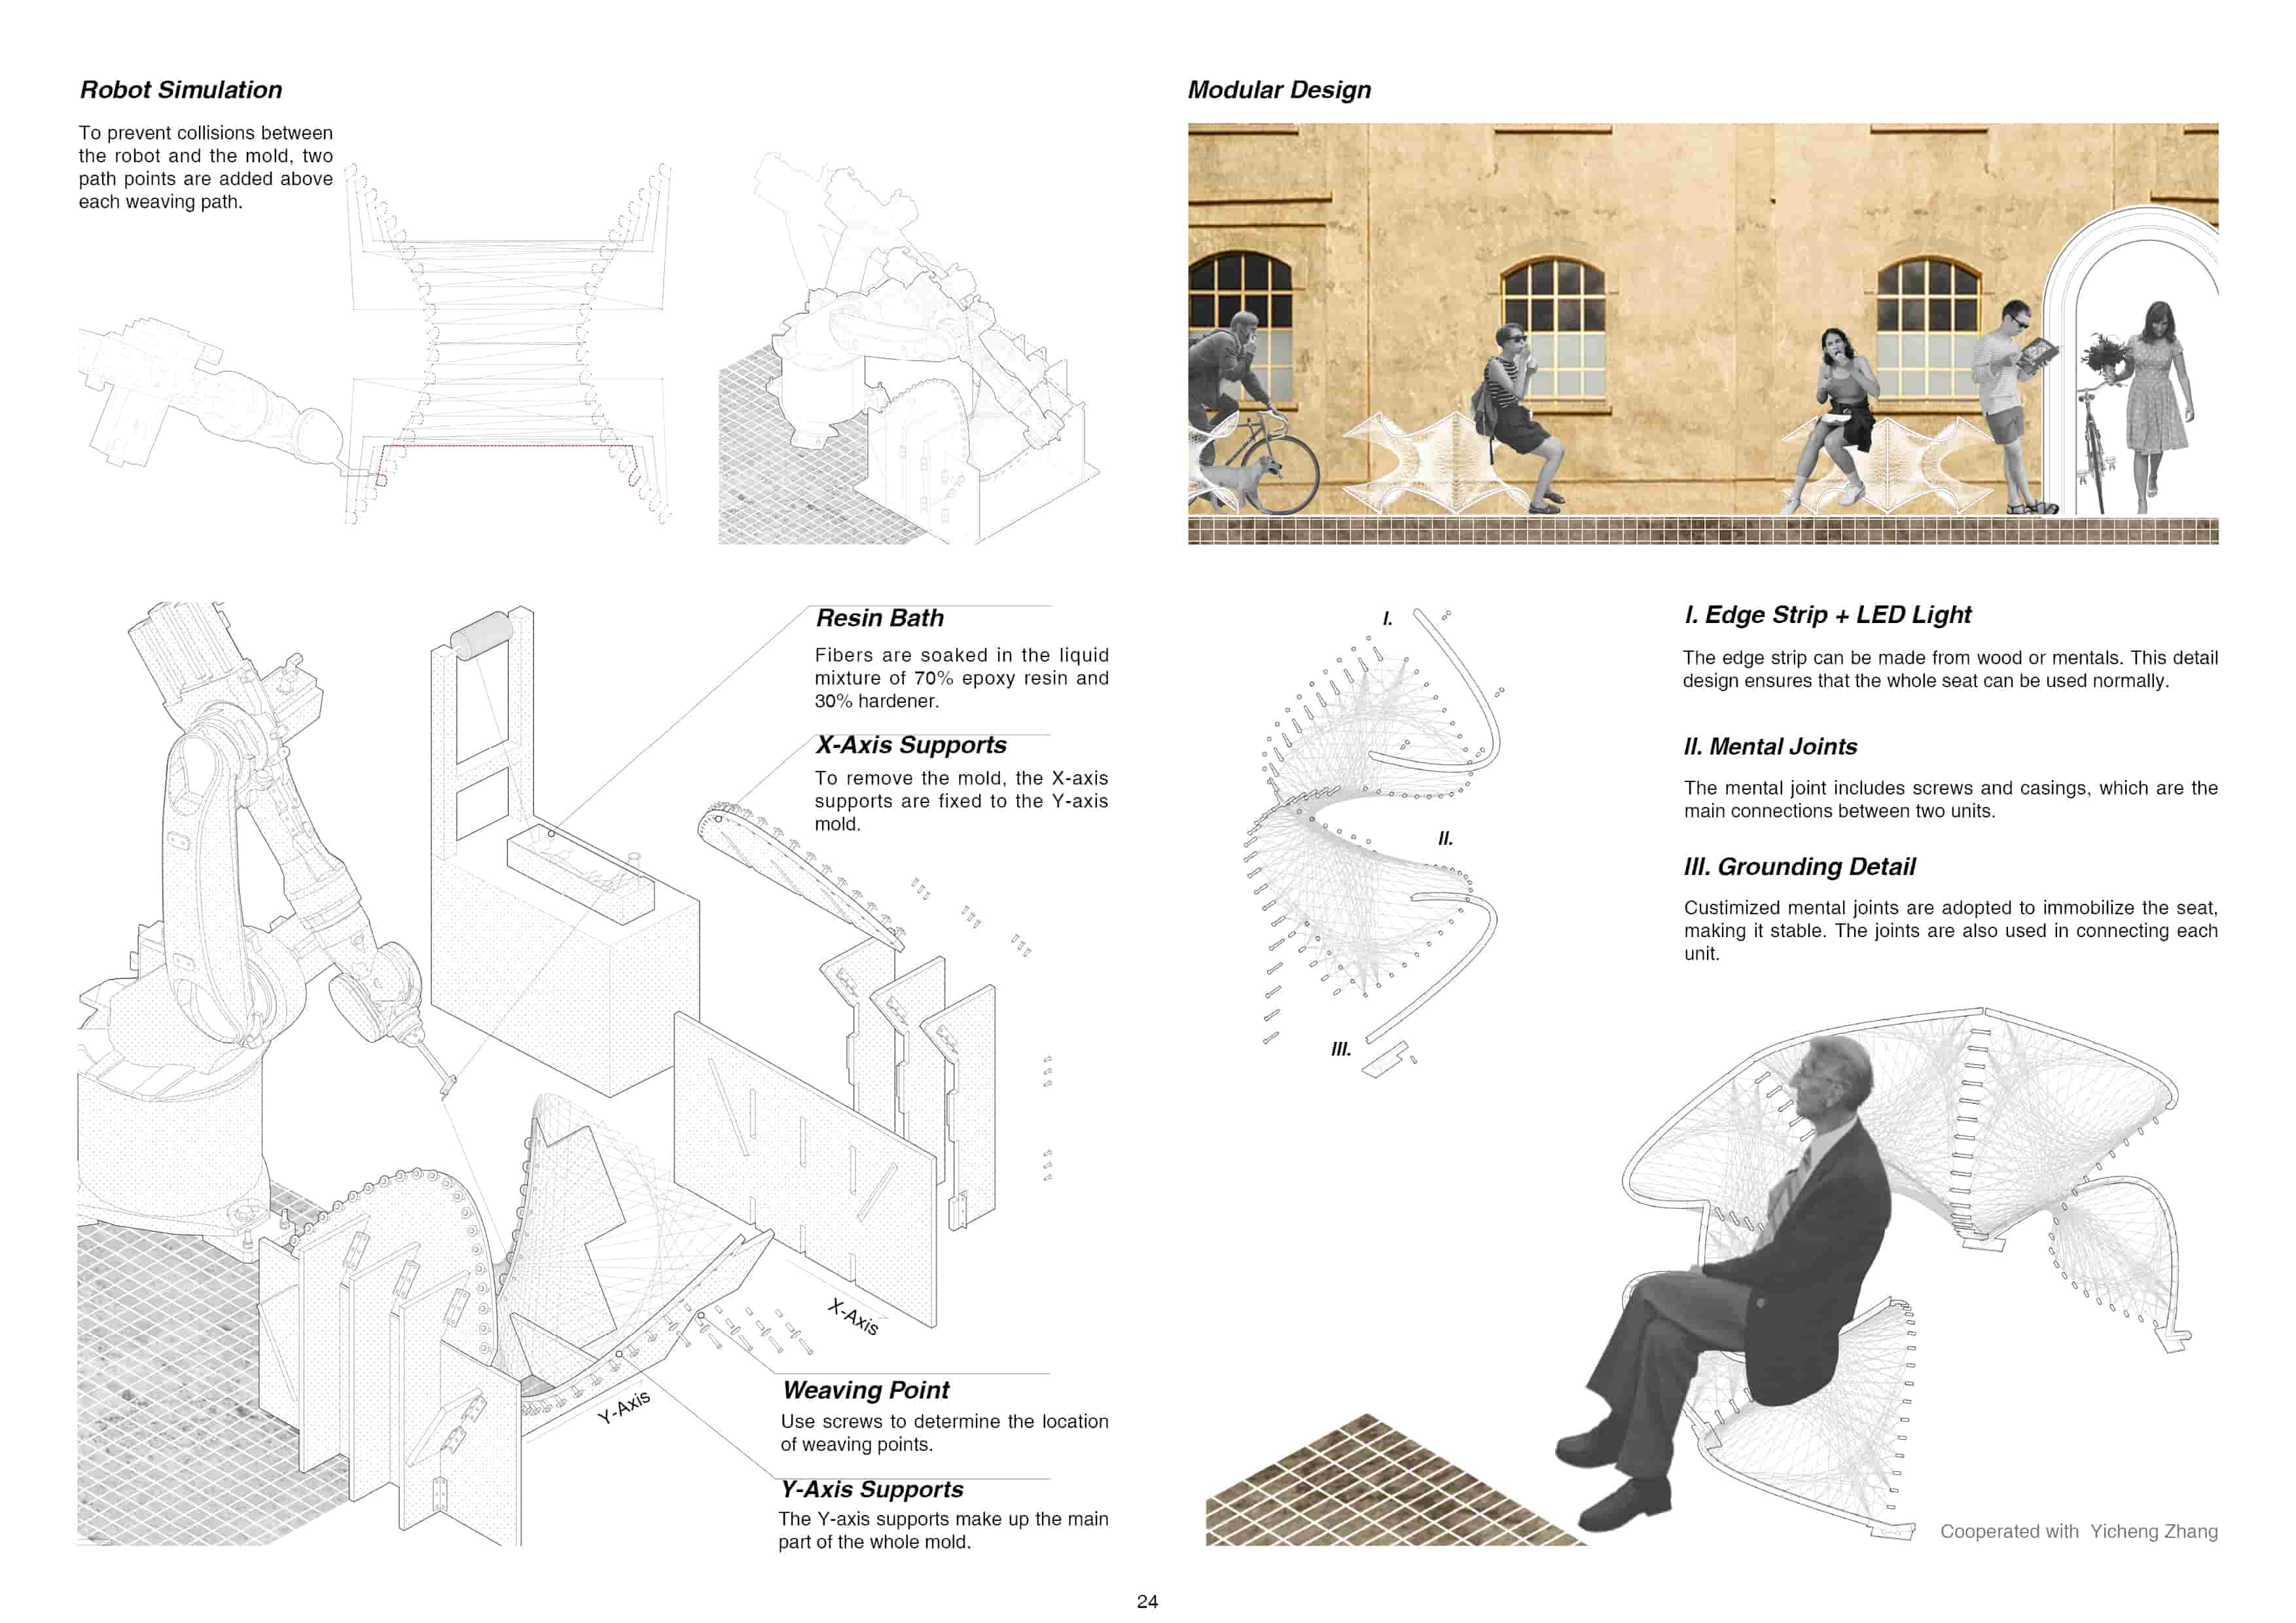 Robot Simulation
To prevent collisions between
the robot and the mold, two
path points are added above
each weaving path.
Resin Bath
Fibers are soaked in the liquid
mixture of 70% epoxy resin and
30% hardener.
X-Axis Supports
To remove the mold, the X-axis
supports are fixed to the Y-axis
mold.
X-Axis
Y-Axis
Weaving Point
Use screws to determine the location
of weaving points.
Y-Axis Supports
The Y-axis supports make up the main
part of the whole mold.
Modular Design
I.
II.
III.
I. Edge Strip + LED Light
The edge strip can be made from wood or mentals. This detail
design ensures that the whole seat can be used normally.
II. Mental Joints
The mental joint includes screws and casings, which are the
main connections between two units.
III. Grounding Detail
Custimized mental joints are adopted to immobilize the seat,
making it stable. The joints are also used in connecting each
unit.
Cooperated with Yicheng Zhang
24